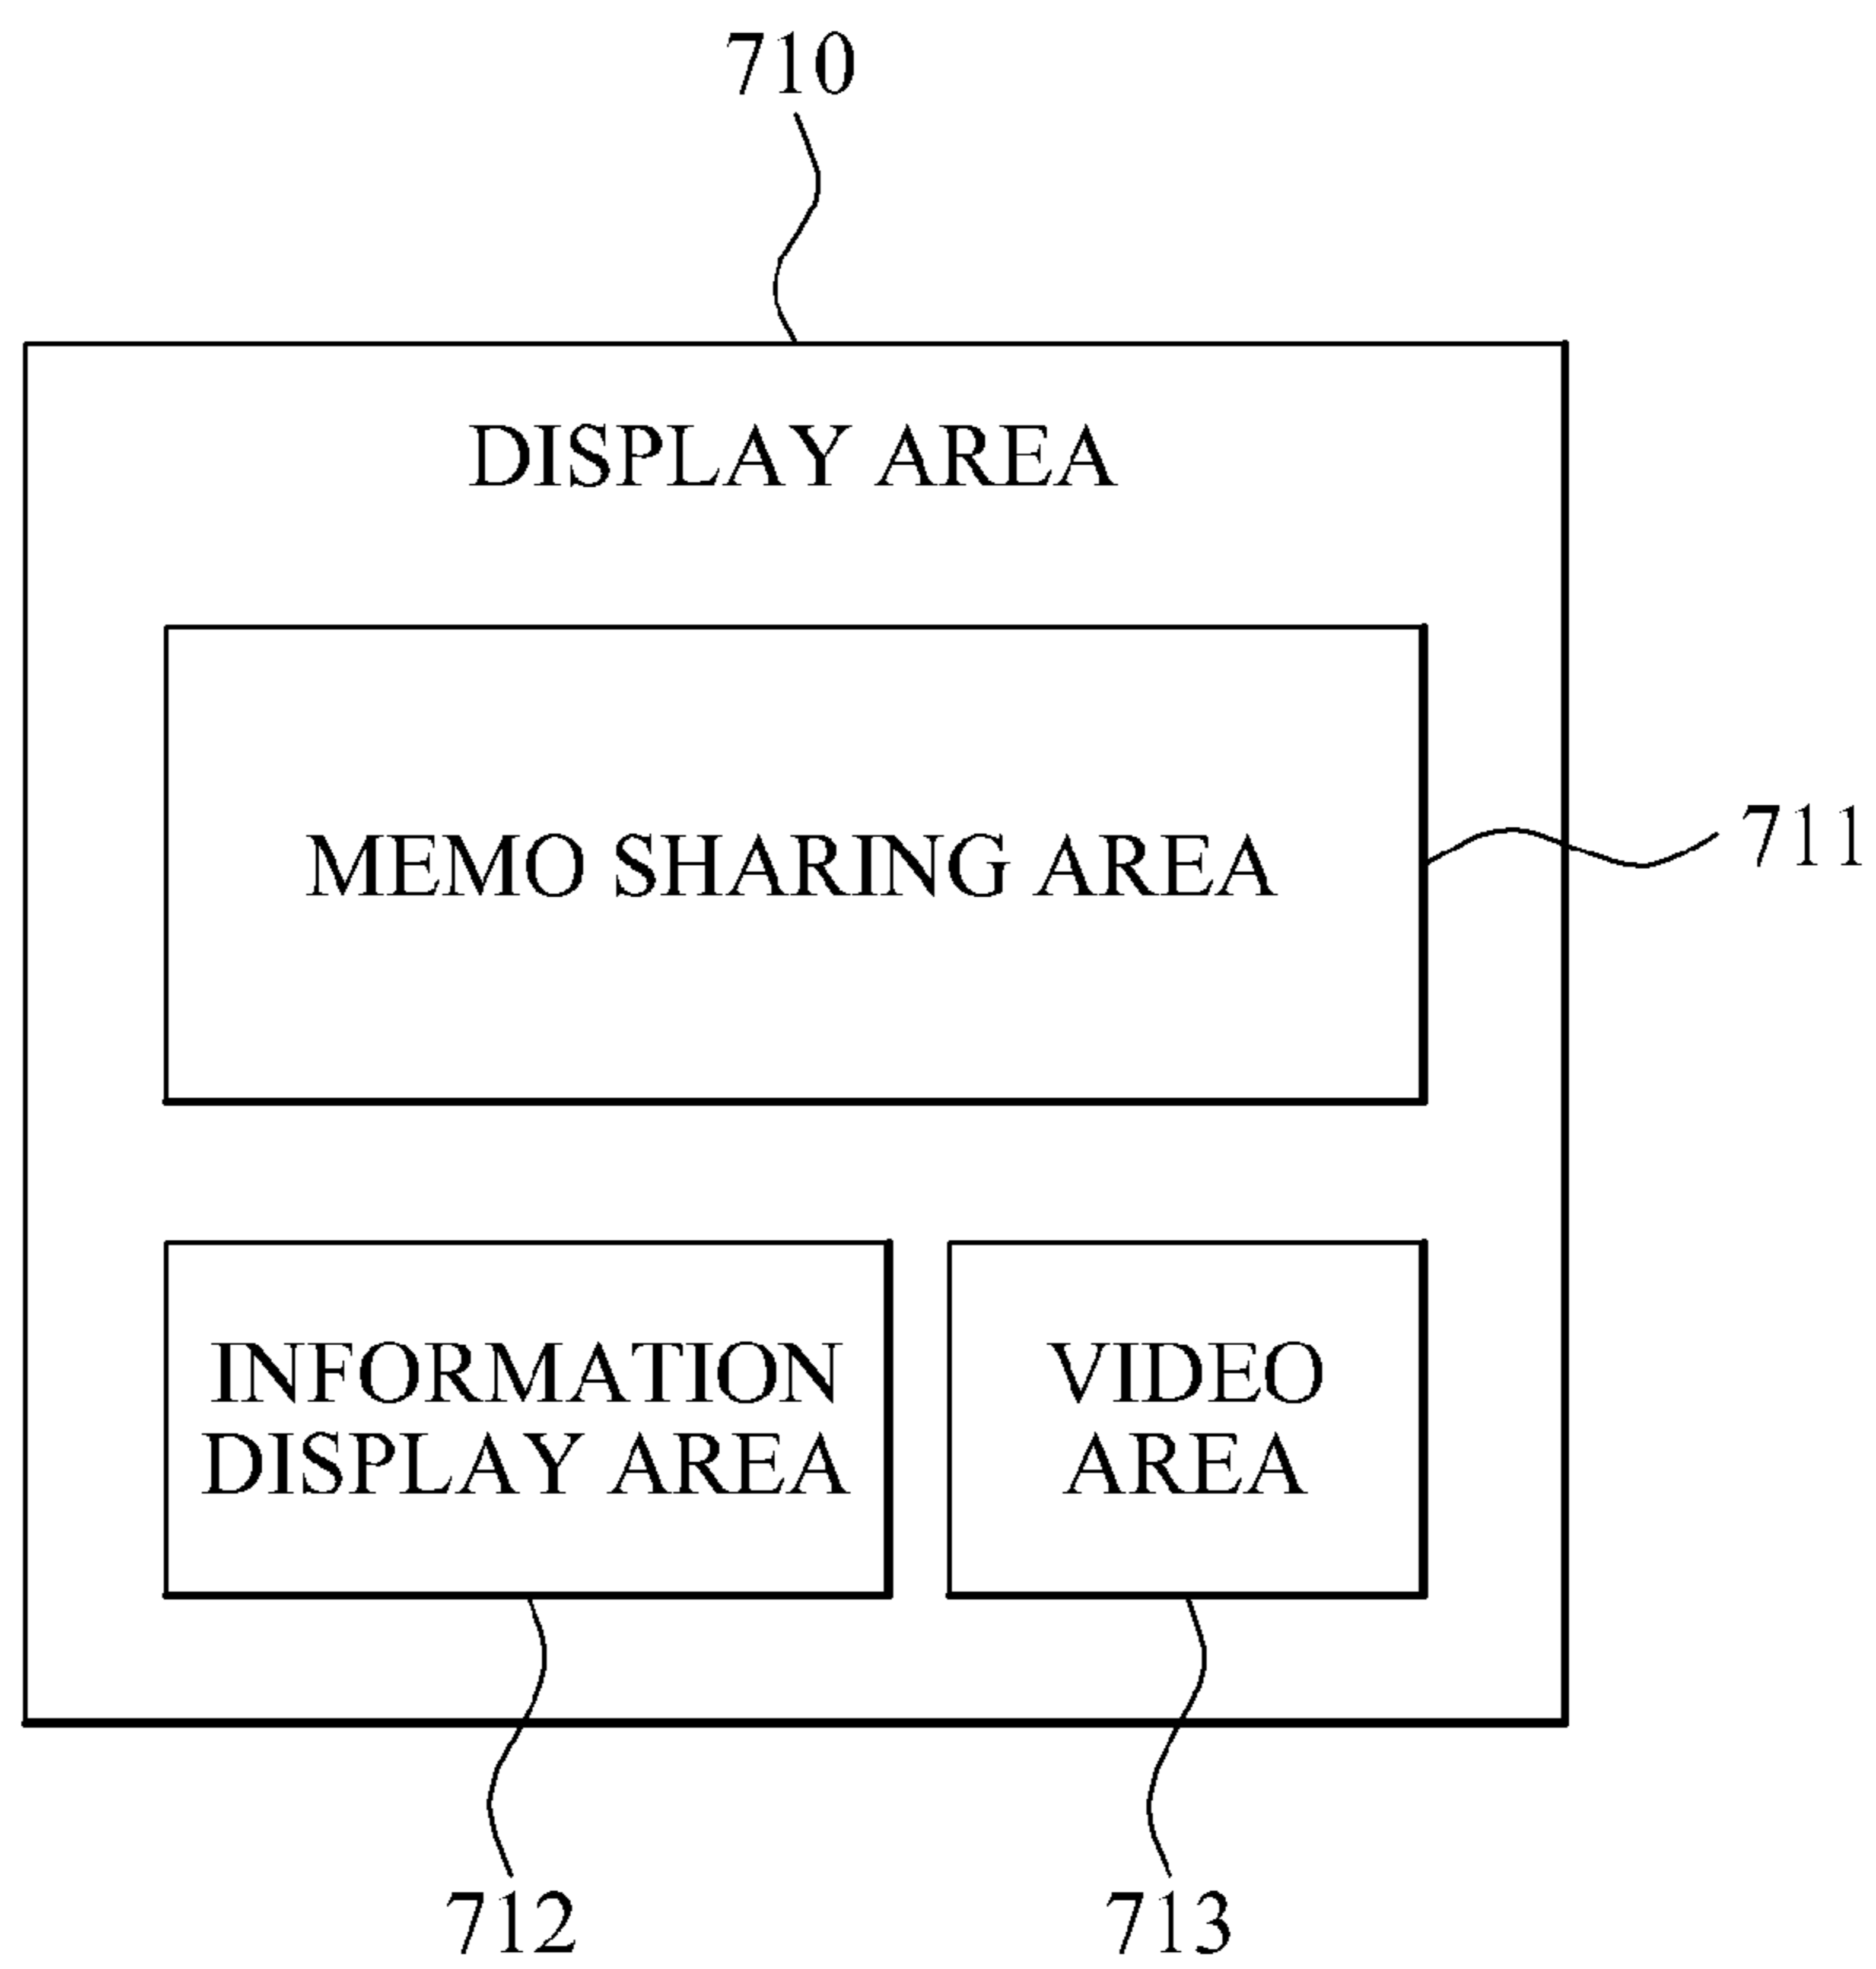 710
DISPLAY AREA
MEMO SHARING AREA
711
INFORMATION
DISPLAY AREA
VIDEO
AREA
712
713